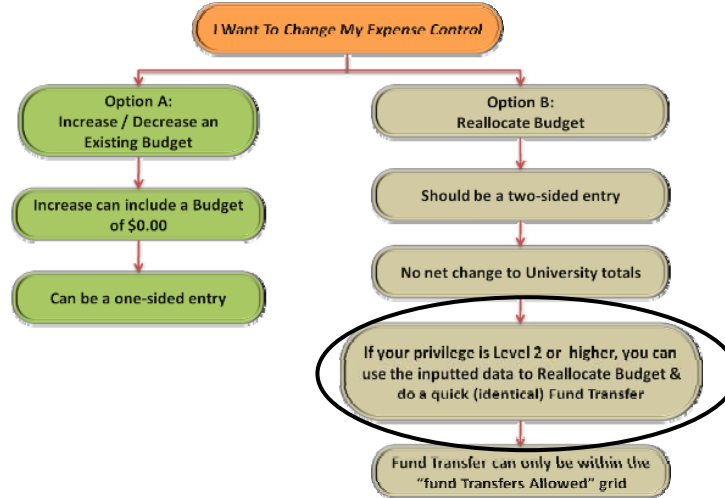 I Want To Change My Expense Control
Option A:
Increase / Decrease an
Existing Budget
Increase can include a Budget
of $0.00
Can be a one-sided entry
Option B:
Reallocate Budget
Should be a two-sided entry
No net change to University totals
If your privilege is Level 2 or higher, you can
use the inputted data to Reallocate Budget &
do a quick (identical) Fund Transfer
Fund Transfer can only be within the
"fund Transfers Allowed" grid